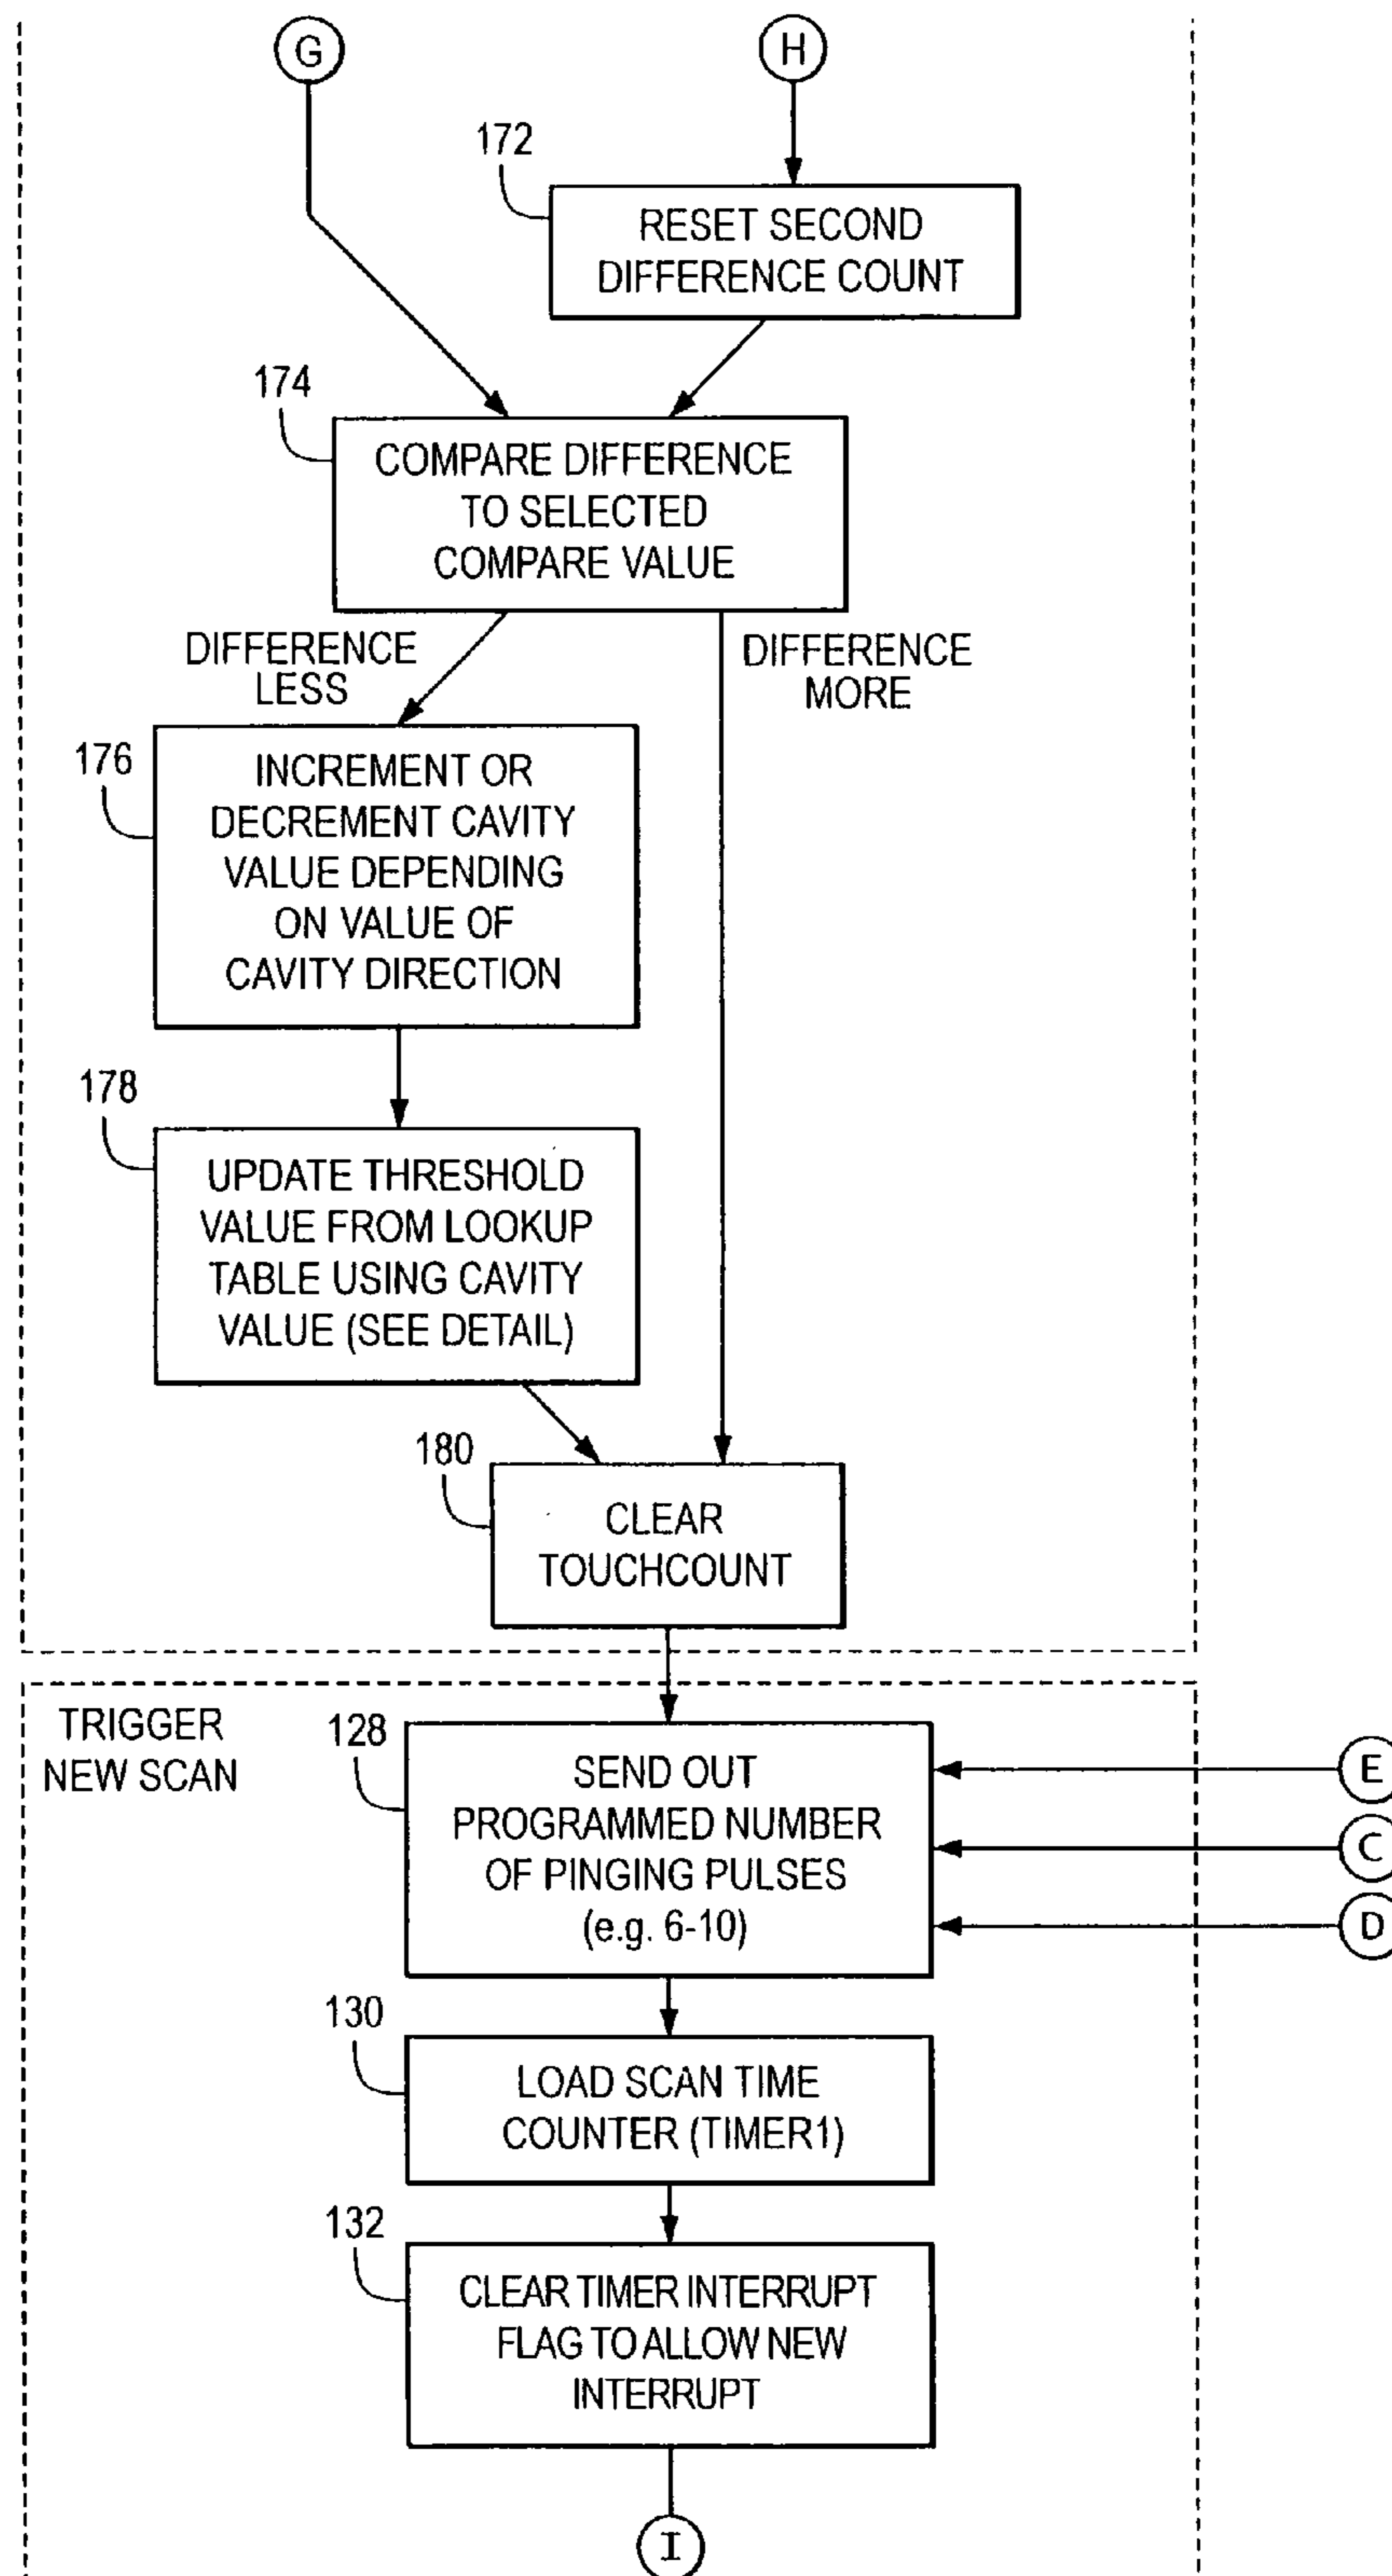 G
H
172
RESET SECOND
DIFFERENCE COUNT
174
COMPARE DIFFERENCE
TO SELECTED
COMPARE VALUE
DIFFERENCE
LESS
DIFFERENCE
MORE
176
INCREMENT OR
DECREMENT CAVITY
VALUE DEPENDING
ON VALUE OF
CAVITY DIRECTION
178
UPDATE THRESHOLD
VALUE FROM LOOKUP
TABLE USING CAVITY
VALUE (SEE DETAIL)
180
CLEAR
TOUCHCOUNT
TRIGGER
NEW SCAN
128
SEND OUT
PROGRAMMED NUMBER
OF PINGING PULSES
(e.g. 6-10)
E
C
D
130
LOAD SCAN TIME
COUNTER (TIMER1)
132
CLEAR TIMER INTERRUPT
FLAG TO ALLOW NEW
INTERRUPT
I